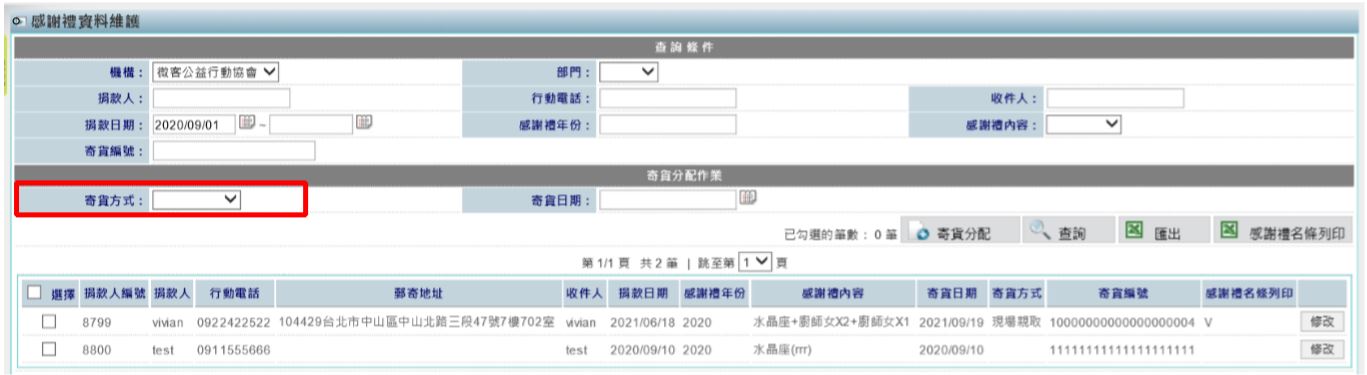 感謝禮資料維護
查詢條件
機構： 微客公益行動協會 部門：
捐款人： 行動電話： 收件人：
捐款日期： 2020/09/01 ~ 感謝禮年份： 感謝禮內容：
寄貨編號：
寄貨分配作業
寄貨方式： 寄貨日期：
已勾選的筆數： 0 筆 寄貨分配 查詢 匯出 感謝禮名條列印
第 1/1 頁 共 2 筆 | 跳至第 1 頁
選擇 捐款人編號 捐款人 行動電話 郵寄地址 收件人 捐款日期 感謝禮年份 感謝禮內容 寄貨日期 寄貨方式 寄貨編號 感謝禮名條列印
8799 vivian 0922422522 104429台北市中山區中山北路三段47號7樓702室 vivian 2021/06/18 2020 水晶座+廚師女X2+廚師女X1 2021/09/19 現場親取 10000000000000000004 V 修改
8800 test 0911555666 test 2020/09/10 2020 水晶座(rrr) 2020/09/10 11111111111111111111 修改